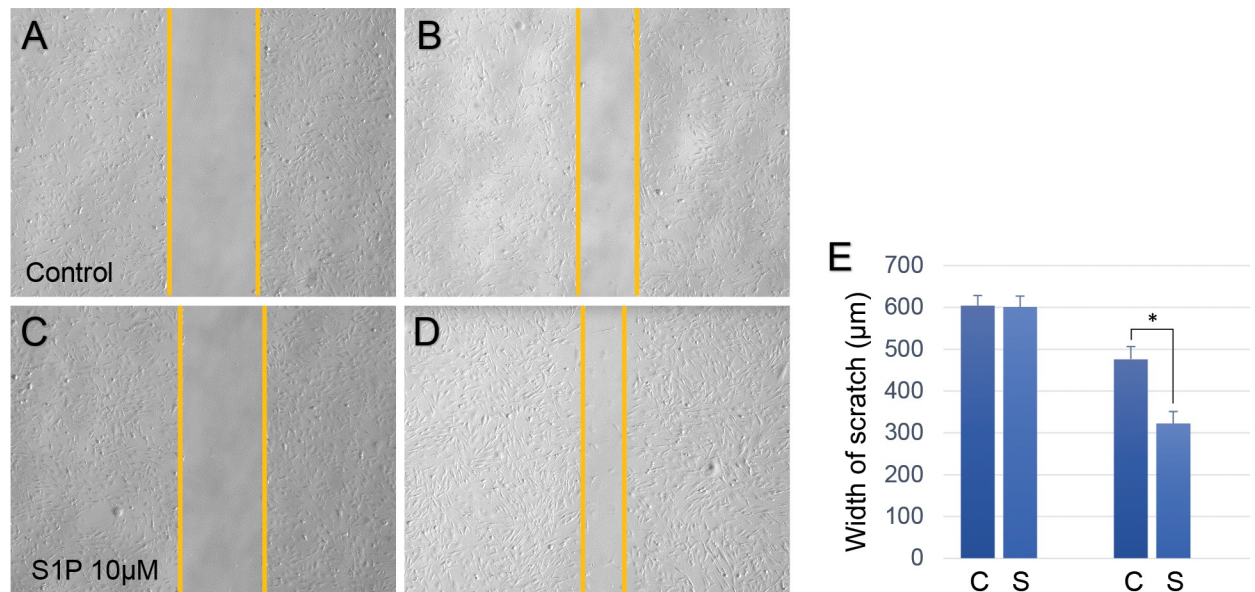 A
B
Control
C
D
S1P 10µM
E
Width of scratch (µm)
700
600
500
400
300
200
100
0
*
C S C S